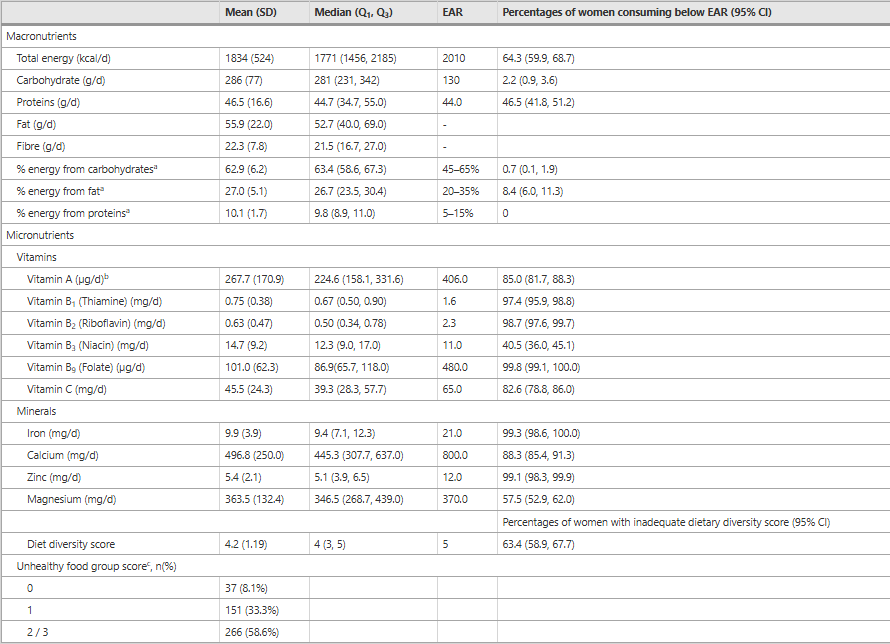 Mean (SD) Median (Q1, Q3) EAR Percentages of women consuming below EAR (95% CI)
Macronutrients
Total energy (kcal/d) 1834 (524) 1771 (1456, 2185) 2010 64.3 (59.9, 68.7)
Carbohydrate (g/d) 286 (77) 281 (231, 342) 130 2.2 (0.9, 3.6)
Proteins (g/d) 46.5 (16.6) 44.7 (34.7, 55.0) 44.0 46.5 (41.8, 51.2)
Fat (g/d) 55.9 (22.0) 52.7 (40.0, 69.0) -
Fibre (g/d) 22.3 (7.8) 21.5 (16.7, 27.0) -
% energy from carbohydratesa 62.9 (6.2) 63.4 (58.6, 67.3) 45–65% 0.7 (0.1, 1.9)
% energy from fata 27.0 (5.1) 26.7 (23.5, 30.4) 20–35% 8.4 (6.0, 11.3)
% energy from proteinsa 10.1 (1.7) 9.8 (8.9, 11.0) 5–15% 0
Micronutrients
Vitamins
Vitamin A (μg/d)b 267.7 (170.9) 224.6 (158.1, 331.6) 406.0 85.0 (81.7, 88.3)
Vitamin B1 (Thiamine) (mg/d) 0.75 (0.38) 0.67 (0.50, 0.90) 1.6 97.4 (95.9, 98.8)
Vitamin B2 (Riboflavin) (mg/d) 0.63 (0.47) 0.50 (0.34, 0.78) 2.3 98.7 (97.6, 99.7)
Vitamin B3 (Niacin) (mg/d) 14.7 (9.2) 12.3 (9.0, 17.0) 11.0 40.5 (36.0, 45.1)
Vitamin B9 (Folate) (μg/d) 101.0 (62.3) 86.9(65.7, 118.0) 480.0 99.8 (99.1, 100.0)
Vitamin C (mg/d) 45.5 (24.3) 39.3 (28.3, 57.7) 65.0 82.6 (78.8, 86.0)
Minerals
Iron (mg/d) 9.9 (3.9) 9.4 (7.1, 12.3) 21.0 99.3 (98.6, 100.0)
Calcium (mg/d) 496.8 (250.0) 445.3 (307.7, 637.0) 800.0 88.3 (85.4, 91.3)
Zinc (mg/d) 5.4 (2.1) 5.1 (3.9, 6.5) 12.0 99.1 (98.3, 99.9)
Magnesium (mg/d) 363.5 (132.4) 346.5 (268.7, 439.0) 370.0 57.5 (52.9, 62.0)
Percentages of women with inadequate dietary diversity score (95% CI)
Diet diversity score 4.2 (1.19) 4 (3, 5) 5 63.4 (58.9, 67.7)
Unhealthy food group scorec, n(%)
0 37 (8.1%)
1 151 (33.3%)
2 / 3 266 (58.6%)